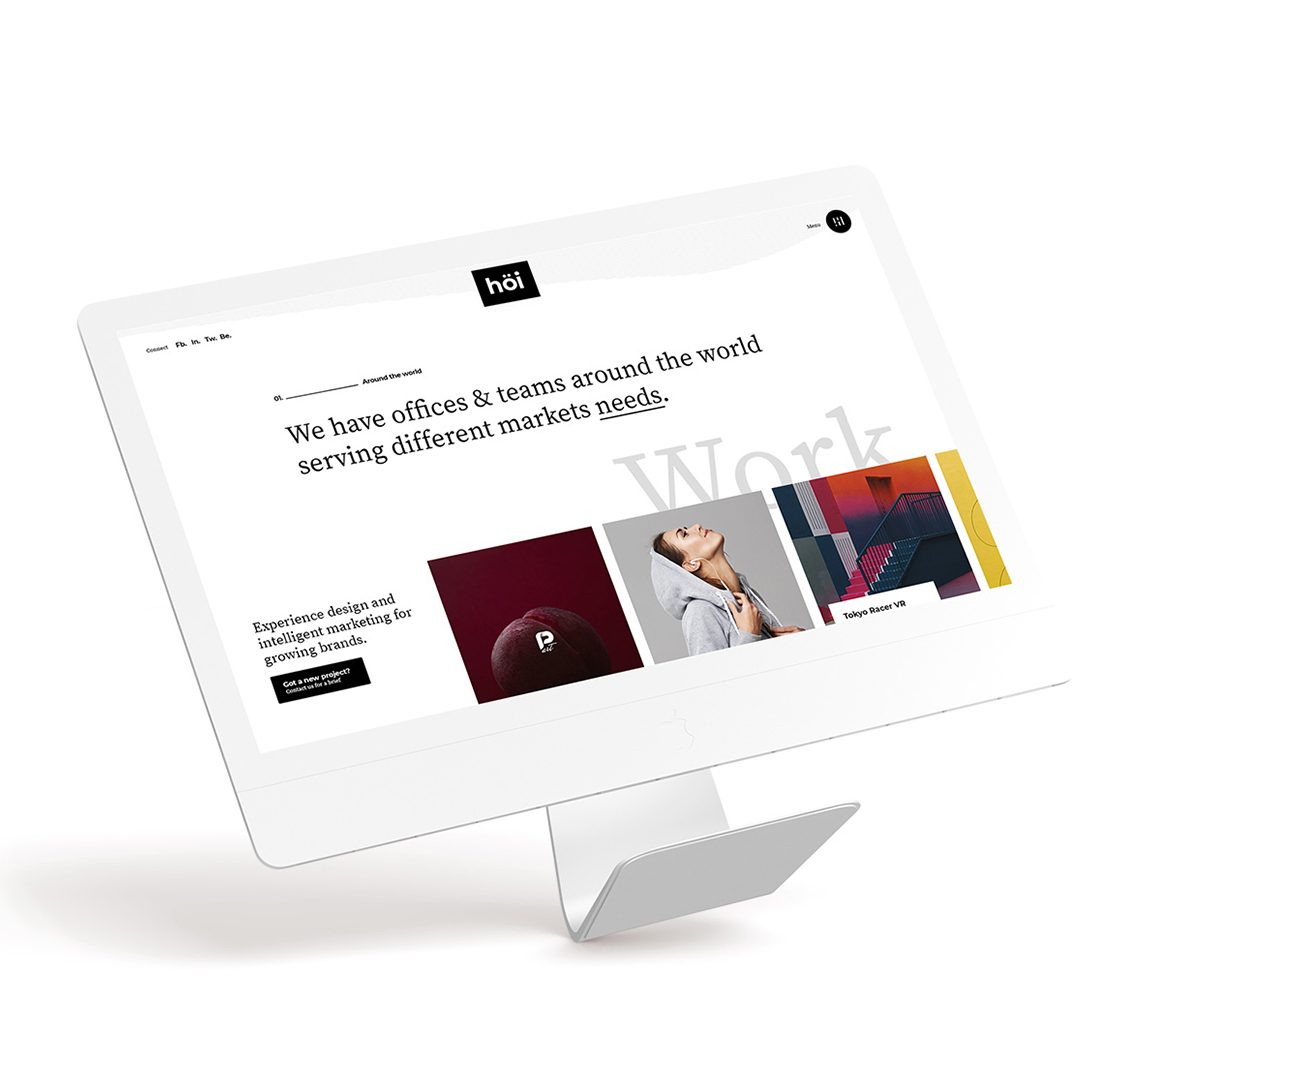 Menu
höi
Connect Fb. In. Tw. Be.
01. Around the world
We have offices & teams around the world
serving different markets needs.
Work
Experience design and
intelligent marketing for
growing brands.
Got a new project?
Contact us for a brief
P
art
Tokyo Racer VR